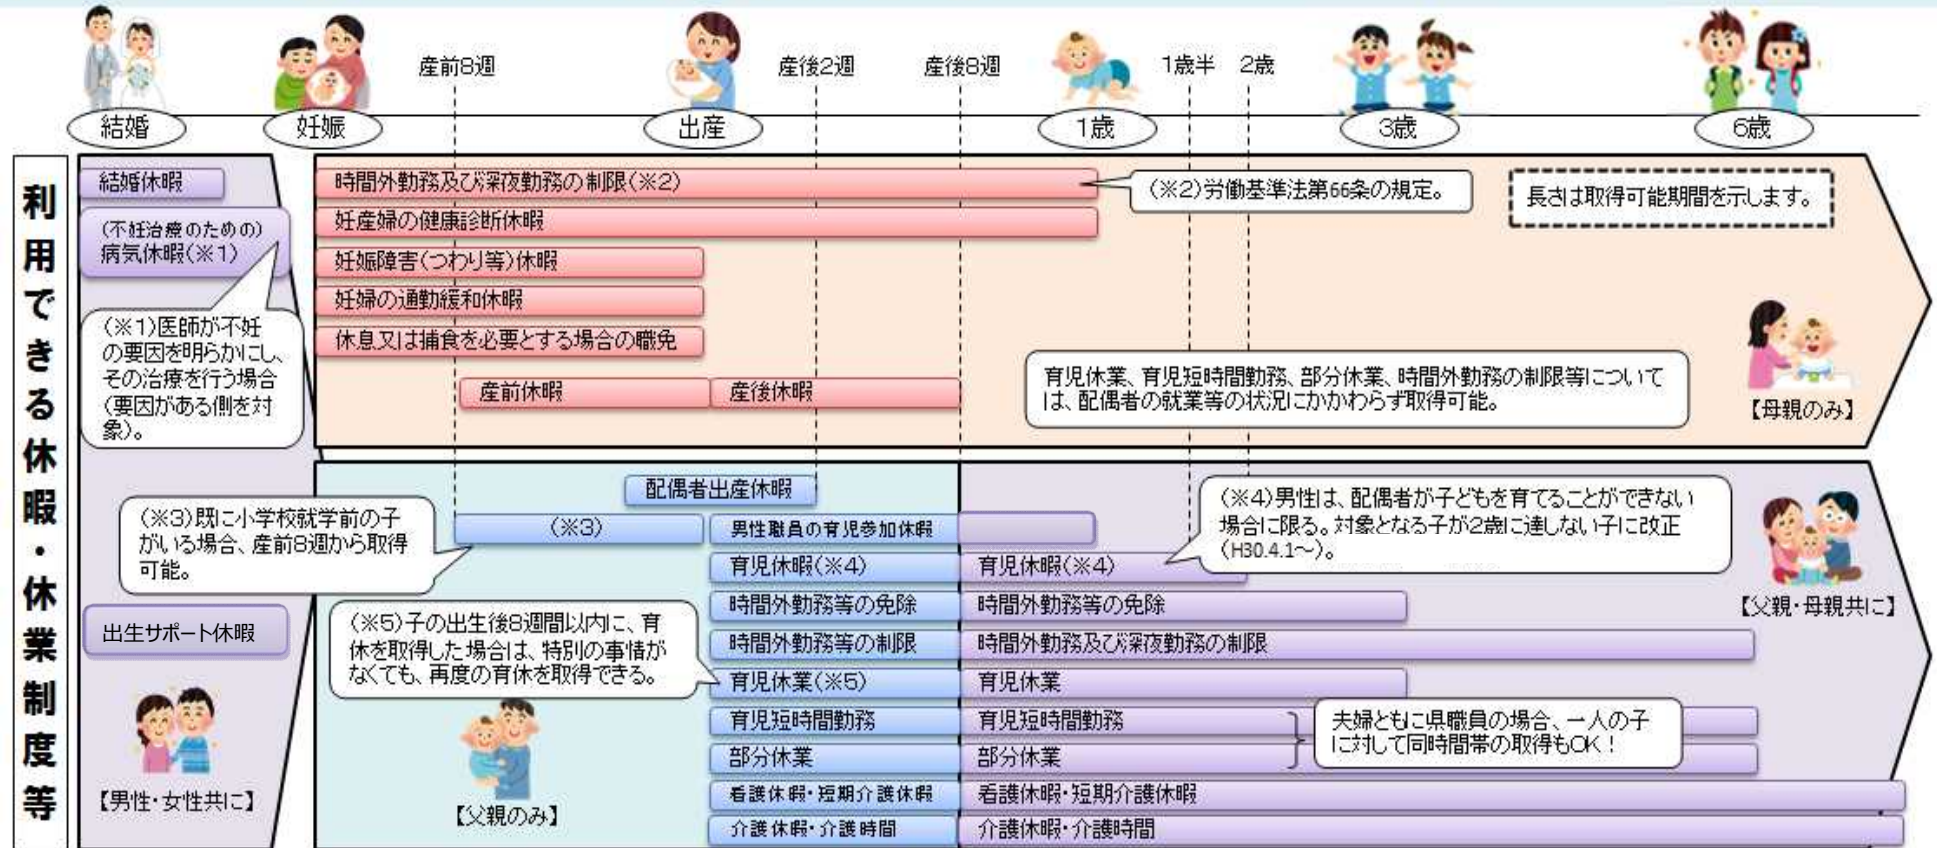 産前8週
産後2週
産後8週
1歳半
2歳
結婚
妊娠
出産
1歳
3歳
6歳
利用できる休暇・休業制度等
結婚休暇
(不妊治療のための)
病気休暇(※1)
(※1)医師が不妊
の要因を明らかにし、
その治療を行う場合
(要因がある側を対
象)。
出生サポート休暇
【男性・女性共に】
時間外勤務及び深夜勤務の制限(※2)
(※2)労働基準法第66条の規定。
長さは取得可能期間を示します。
妊産婦の健康診断休暇
妊娠障害(つわり等)休暇
妊婦の通勤緩和休暇
休息又は捕食を必要とする場合の職免
産前休暇
産後休暇
育児休業、育児短時間勤務、部分休業、時間外勤務の制限等について
は、配偶者の就業等の状況にかかわらず取得可能。
【母親のみ】
配偶者出産休暇
(※3)既に小学校就学前の子
がいる場合、産前8週から取得
可能。
(※3)
男性職員の育児参加休暇
(※4)男性は、配偶者が子どもを育てることができない
場合に限る。対象となる子が2歳に達しない子に改正
(H30.4.1~)。
育児休暇(※4)
育児休暇(※4)
時間外勤務等の免除
時間外勤務等の免除
【父親・母親共に】
(※5)子の出生後8週間以内に、育
休を取得した場合は、特別の事情が
なくても、再度の育休を取得できる。
時間外勤務等の制限
時間外勤務及び深夜勤務の制限
育児休業(※5)
育児休業
育児短時間勤務
育児短時間勤務
夫婦ともに県職員の場合、一人の子
に対して同時間帯の取得もOK!
部分休業
部分休業
看護休暇・短期介護休暇
看護休暇・短期介護休暇
【父親のみ】
介護休暇・介護時間
介護休暇・介護時間